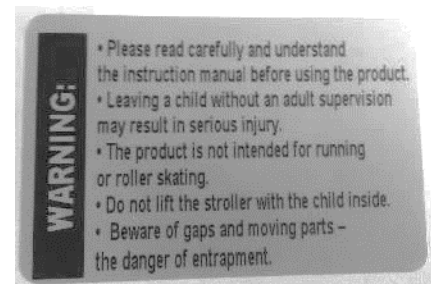 WARNING:
• Please read carefully and understand
the instruction manual before using the product.
• Leaving a child without an adult supervision
may result in serious injury.
• The product is not intended for running
or roller skating.
• Do not lift the stroller with the child inside.
• Beware of gaps and moving parts –
the danger of entrapment.